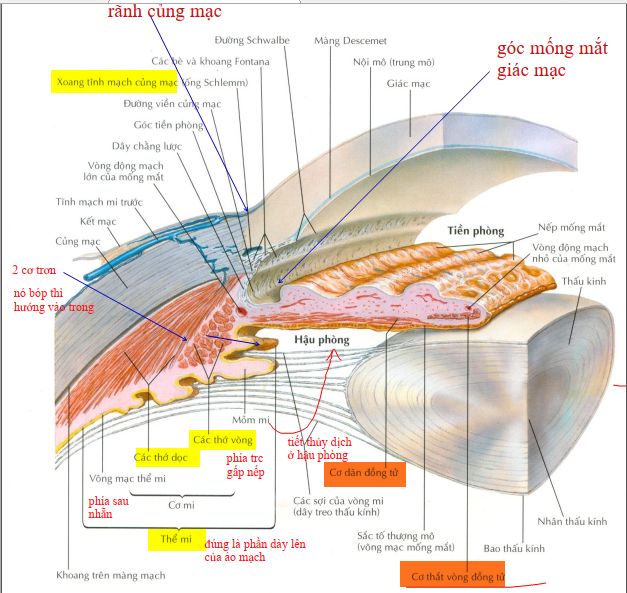 rãnh củng mạc
Đường Schwalbe
Màng Descemet
góc mống mắt
giác mạc
Các bè và khoang Fontana
Nội mô (trung mô)
Xoang tĩnh mạch củng mạc (ống Schlemm)
Giác mạc
Đường viền củng mạc
Góc tiền phòng
Dây chằng lược
Vòng động mạch
lớn của mống mắt
Tĩnh mạch mi trước
Kết mạc
Củng mạc
Tiền phòng
Nếp mống mắt
Vòng động mạch
nhỏ của mống mắt
Thấu kính
2 cơ trơn
nó bóp thì
hướng vào trong
Hậu phòng
Mỏm mi
tiết thủy dịch
ở hậu phòng
Các thớ vòng
phía trc
gấp nếp
Các thớ dọc
Cơ dãn đồng tử
Võng mạc thể mi
phía sau
nhẵn
Cơ mi
Các sợi của vòng mi
(dây treo thấu kính)
Nhân thấu kính
Thể mi
đúng là phần dày lên
của áo mạch
Sắc tố thượng mô
(võng mạc mống mắt)
Bao thấu kính
Khoang trên màng mạch
Cơ thắt vòng đồng tử